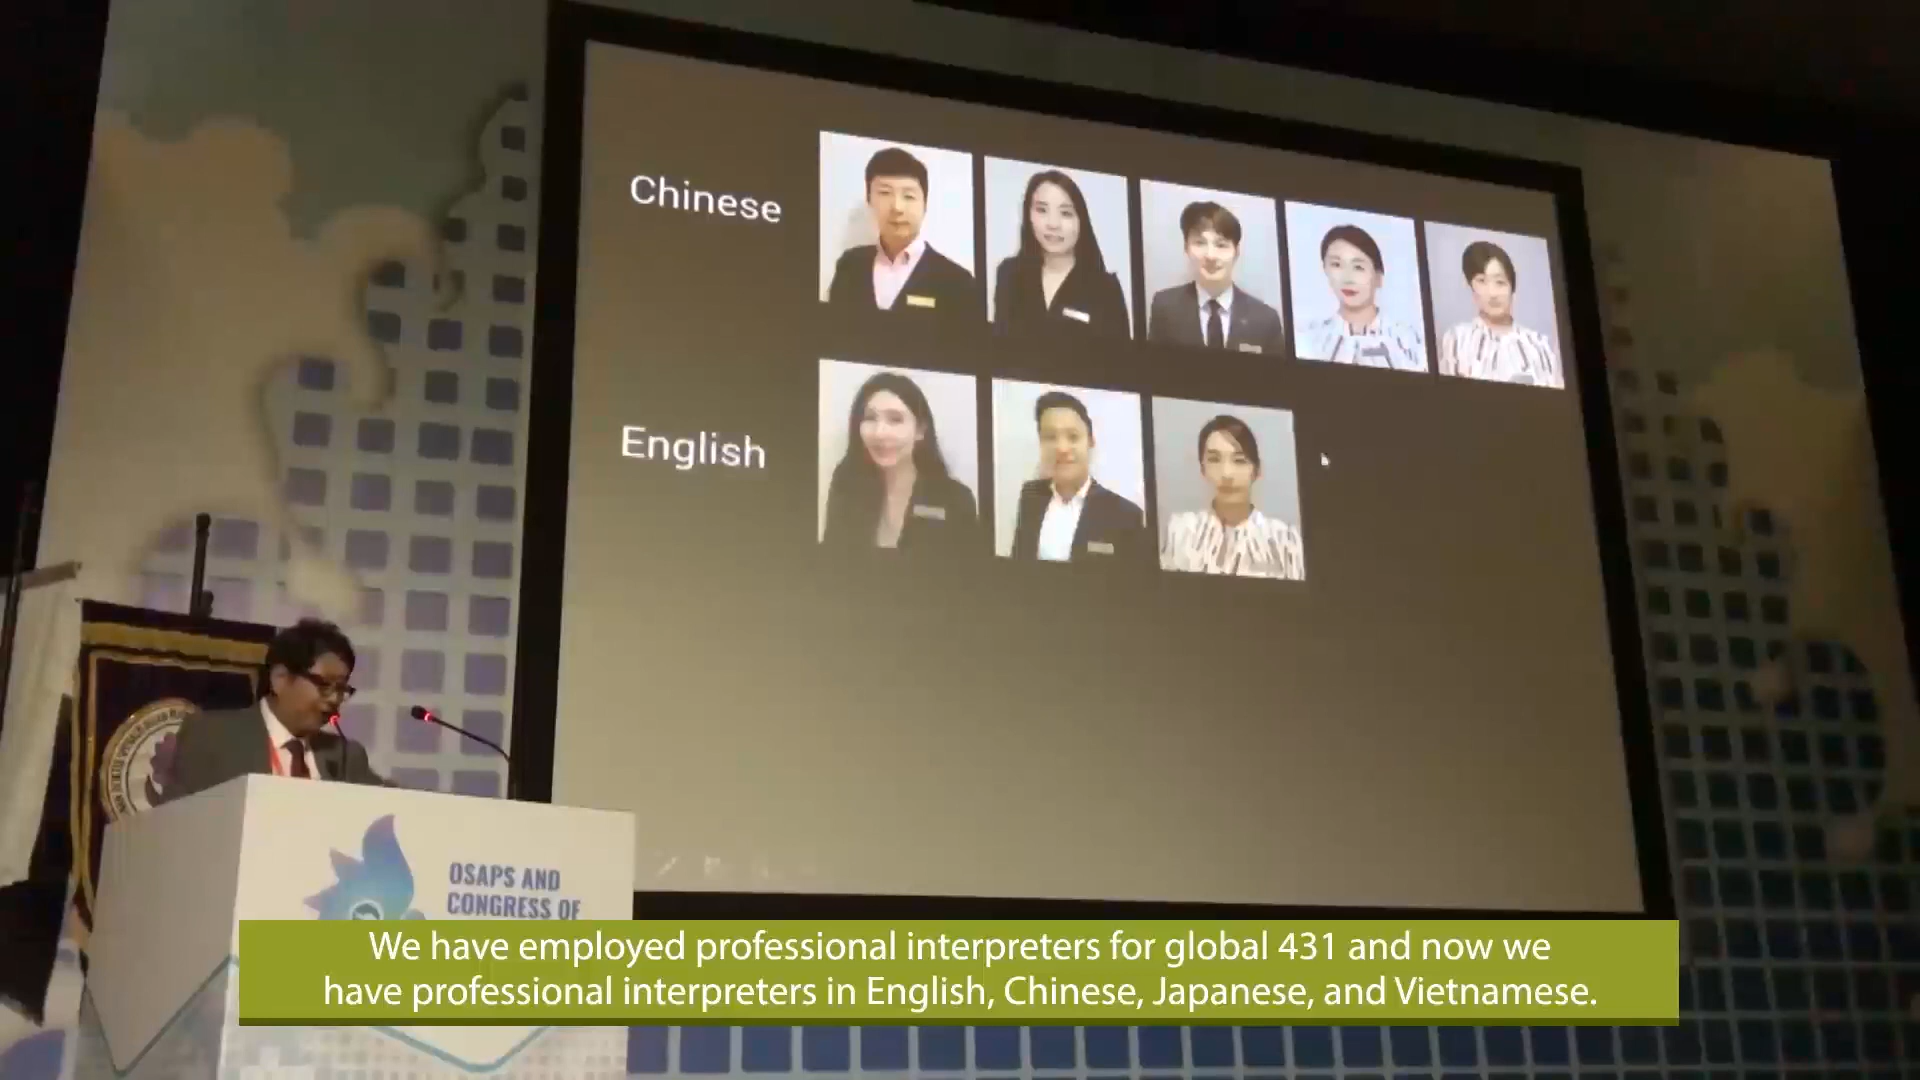 Chinese
English
OSAPS AND
CONGRESS OF
We have employed professional interpreters for global 431 and now we
have professional interpreters in English, Chinese, Japanese, and Vietnamese.